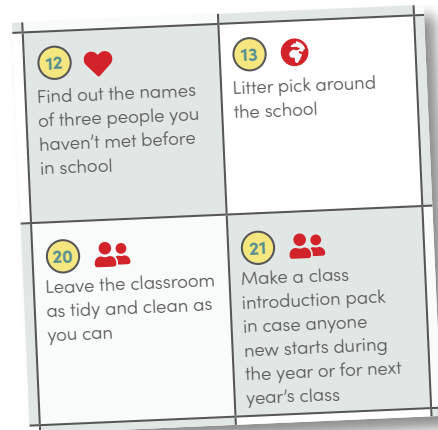 12
Find out the names
of three people you
haven't met before
in school
13
Litter pick around
the school
20
Leave the classroom
as tidy and clean as
you can
21
Make a class
introduction pack
in case anyone
new starts during
the year or for next
year's class